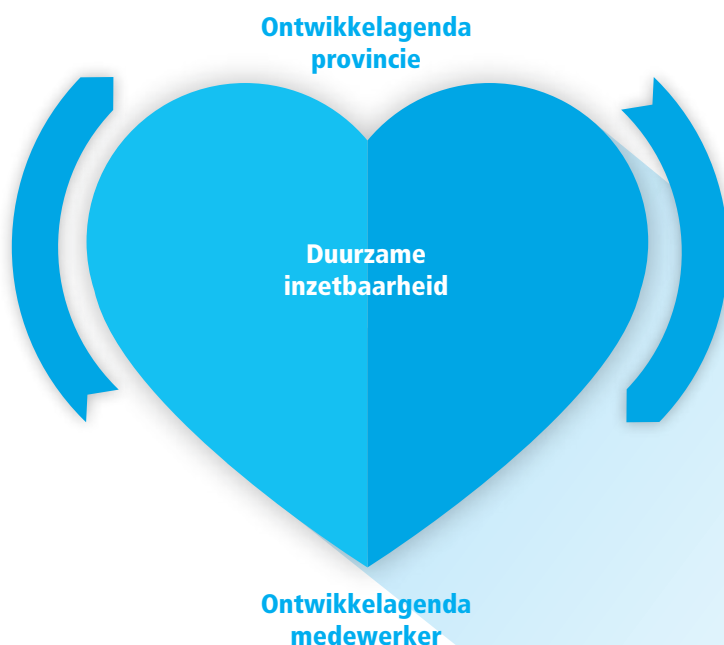 Ontwikkelagenda
provincie
Duurzame
inzetbaarheid
Ontwikkelagenda
medewerker